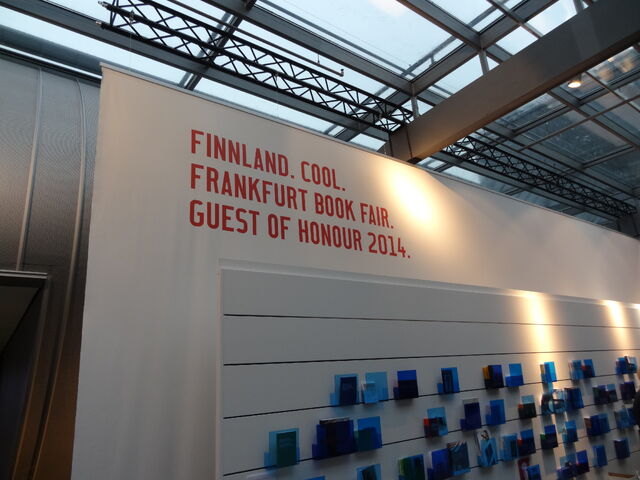 FINNLAND. COOL.
FRANKFURT BOOK FAIR.
GUEST OF HONOUR 2014.